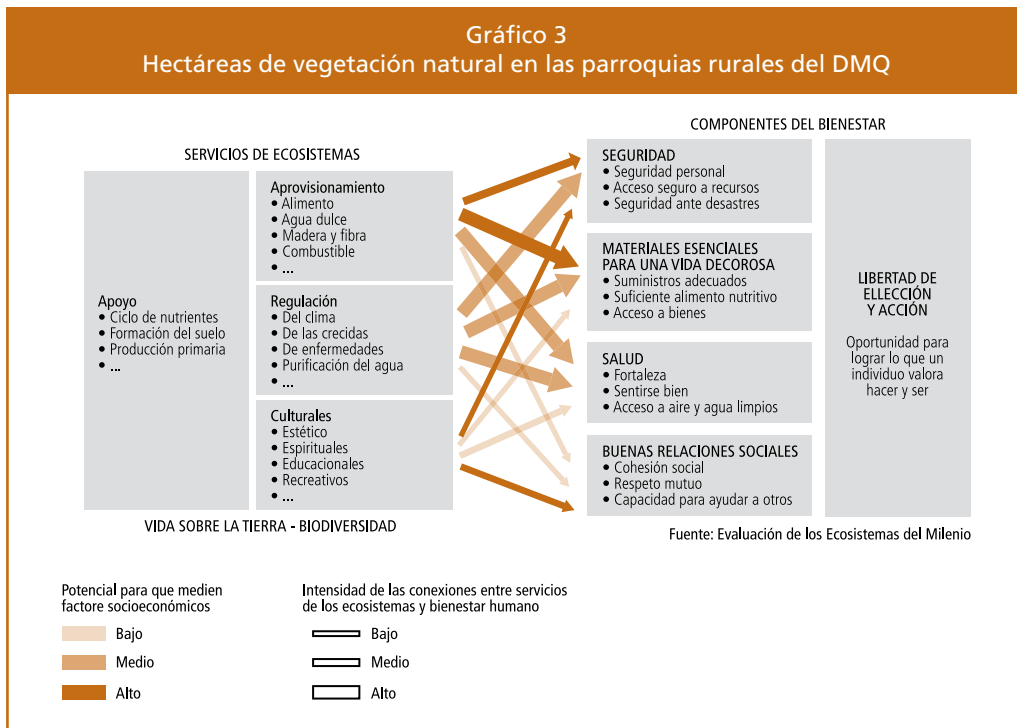 Gráfico 3
Hectáreas de vegetación natural en las parroquias rurales del DMQ
SERVICIOS DE ECOSISTEMAS
Apoyo
• Ciclo de nutrientes
• Formación del suelo
• Producción primaria
• ...
Aprovisionamiento
• Alimento
• Agua dulce
• Madera y fibra
• Combustible
• ...
Regulación
• Del clima
• De las crecidas
• De enfermedades
• Purificación del agua
• ...
Culturales
• Estético
• Espirituales
• Educacionales
• Recreativos
• ...
VIDA SOBRE LA TIERRA - BIODIVERSIDAD
COMPONENTES DEL BIENESTAR
SEGURIDAD
• Seguridad personal
• Acceso seguro a recursos
• Seguridad ante desastres
MATERIALES ESENCIALES
PARA UNA VIDA DECOROSA
• Suministros adecuados
• Suficiente alimento nutritivo
• Acceso a bienes
SALUD
• Fortaleza
• Sentirse bien
• Acceso a aire y agua limpios
BUENAS RELACIONES SOCIALES
• Cohesión social
• Respeto mutuo
• Capacidad para ayudar a otros
LIBERTAD DE
ELLECCIÓN
Y ACCIÓN
Oportunidad para
lograr lo que un
individuo valora
hacer y ser
Fuente: Evaluación de los Ecosistemas del Milenio
Potencial para que medien
factore socioeconómicos
Bajo
Medio
Alto
Intensidad de las conexiones entre servicios
de los ecosistemas y bienestar humano
Bajo
Medio
Alto